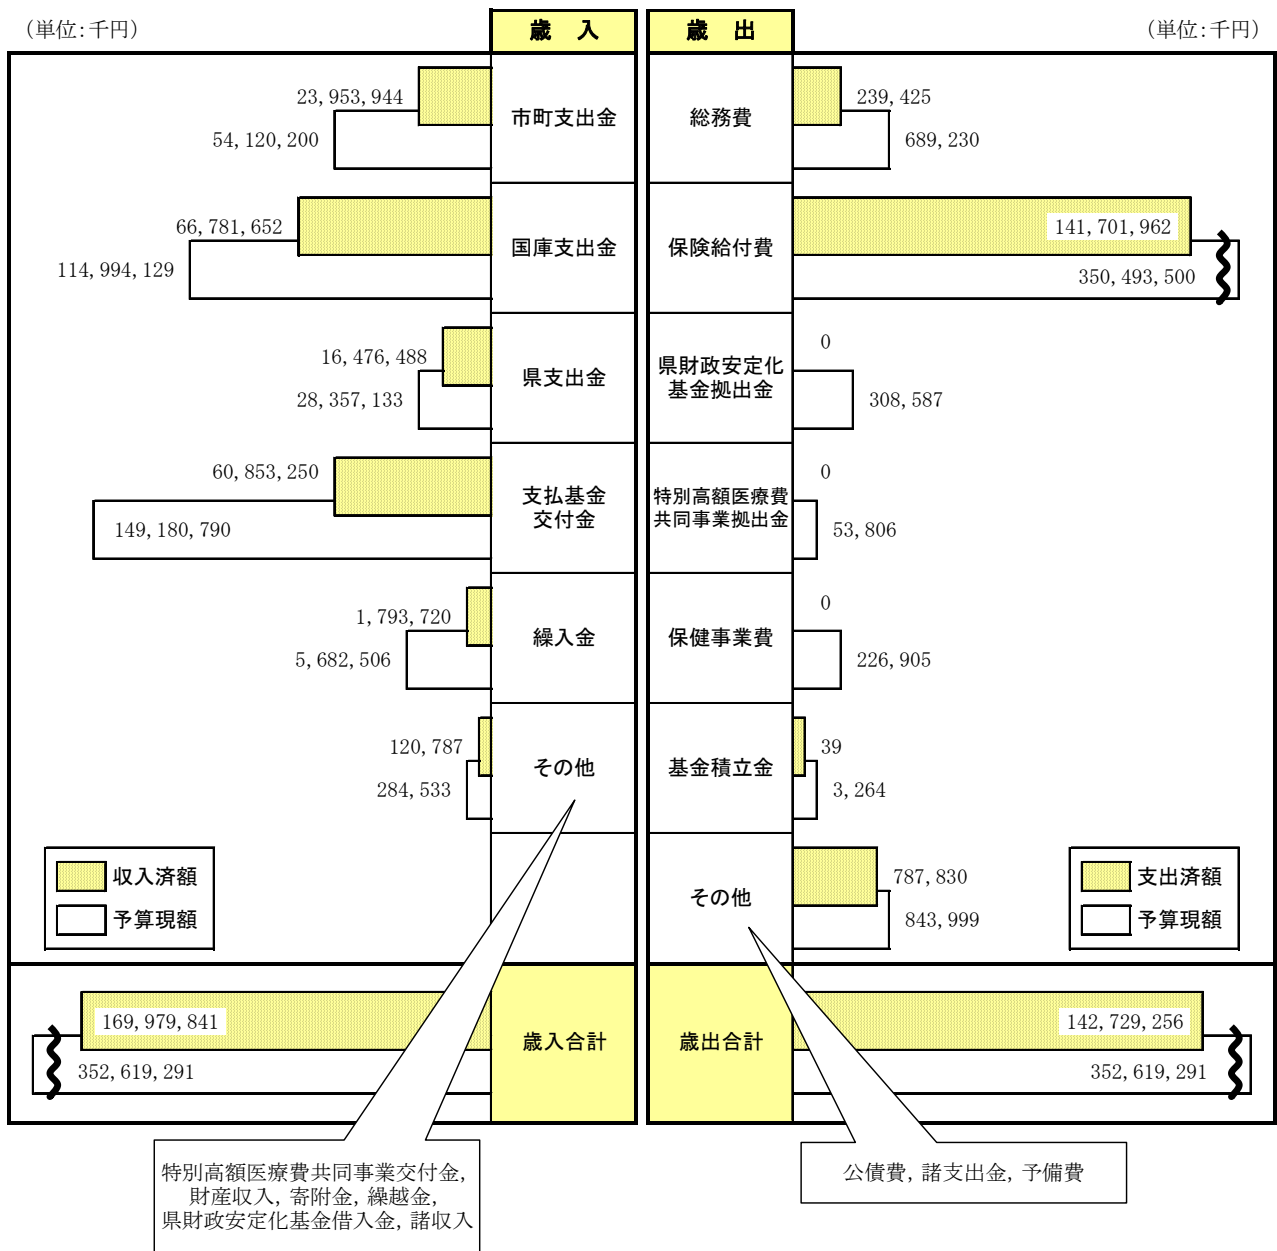 (単位:千円)
歳 入
歳 出
(単位:千円)
市町支出金
23,953,944
54,120,200
国庫支出金
66,781,652
114,994,129
県支出金
16,476,488
28,357,133
支払基金
交付金
60,853,250
149,180,790
繰入金
1,793,720
5,682,506
その他
120,787
284,533
収入済額
予算現額
歳入合計
169,979,841
352,619,291
特別高額医療費共同事業交付金,
財産収入, 寄附金, 繰越金,
県財政安定化基金借入金, 諸収入
総務費
239,425
689,230
保険給付費
141,701,962
350,493,500
県財政安定化
基金拠出金
0
308,587
特別高額医療費
共同事業拠出金
0
53,806
保健事業費
0
226,905
基金積立金
39
3,264
その他
787,830
843,999
支出済額
予算現額
歳出合計
142,729,256
352,619,291
公債費, 諸支出金, 予備費